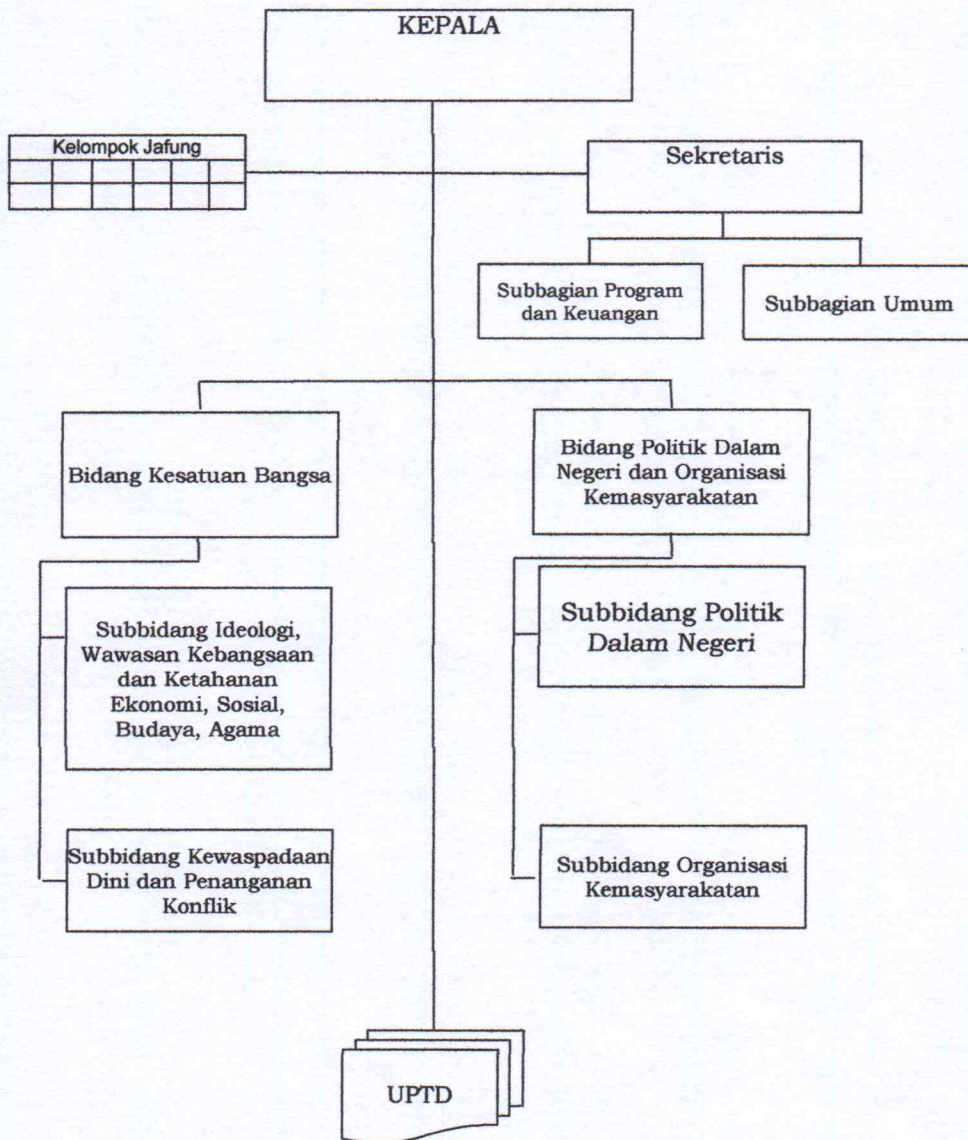 KEPALA
Kelompok Jafung
Sekretaris
Subbagian Program
dan Keuangan
Subbagian Umum
Bidang Kesatuan Bangsa
Bidang Politik Dalam
Negeri dan Organisasi
Kemasyarakatan
Subbidang Ideologi,
Wawasan Kebangsaan
dan Ketahanan
Ekonomi, Sosial,
Budaya, Agama
Subbidang Politik
Dalam Negeri
Subbidang Kewaspadaan
Dini dan Penanganan
Konflik
Subbidang Organisasi
Kemasyarakatan
UPTD